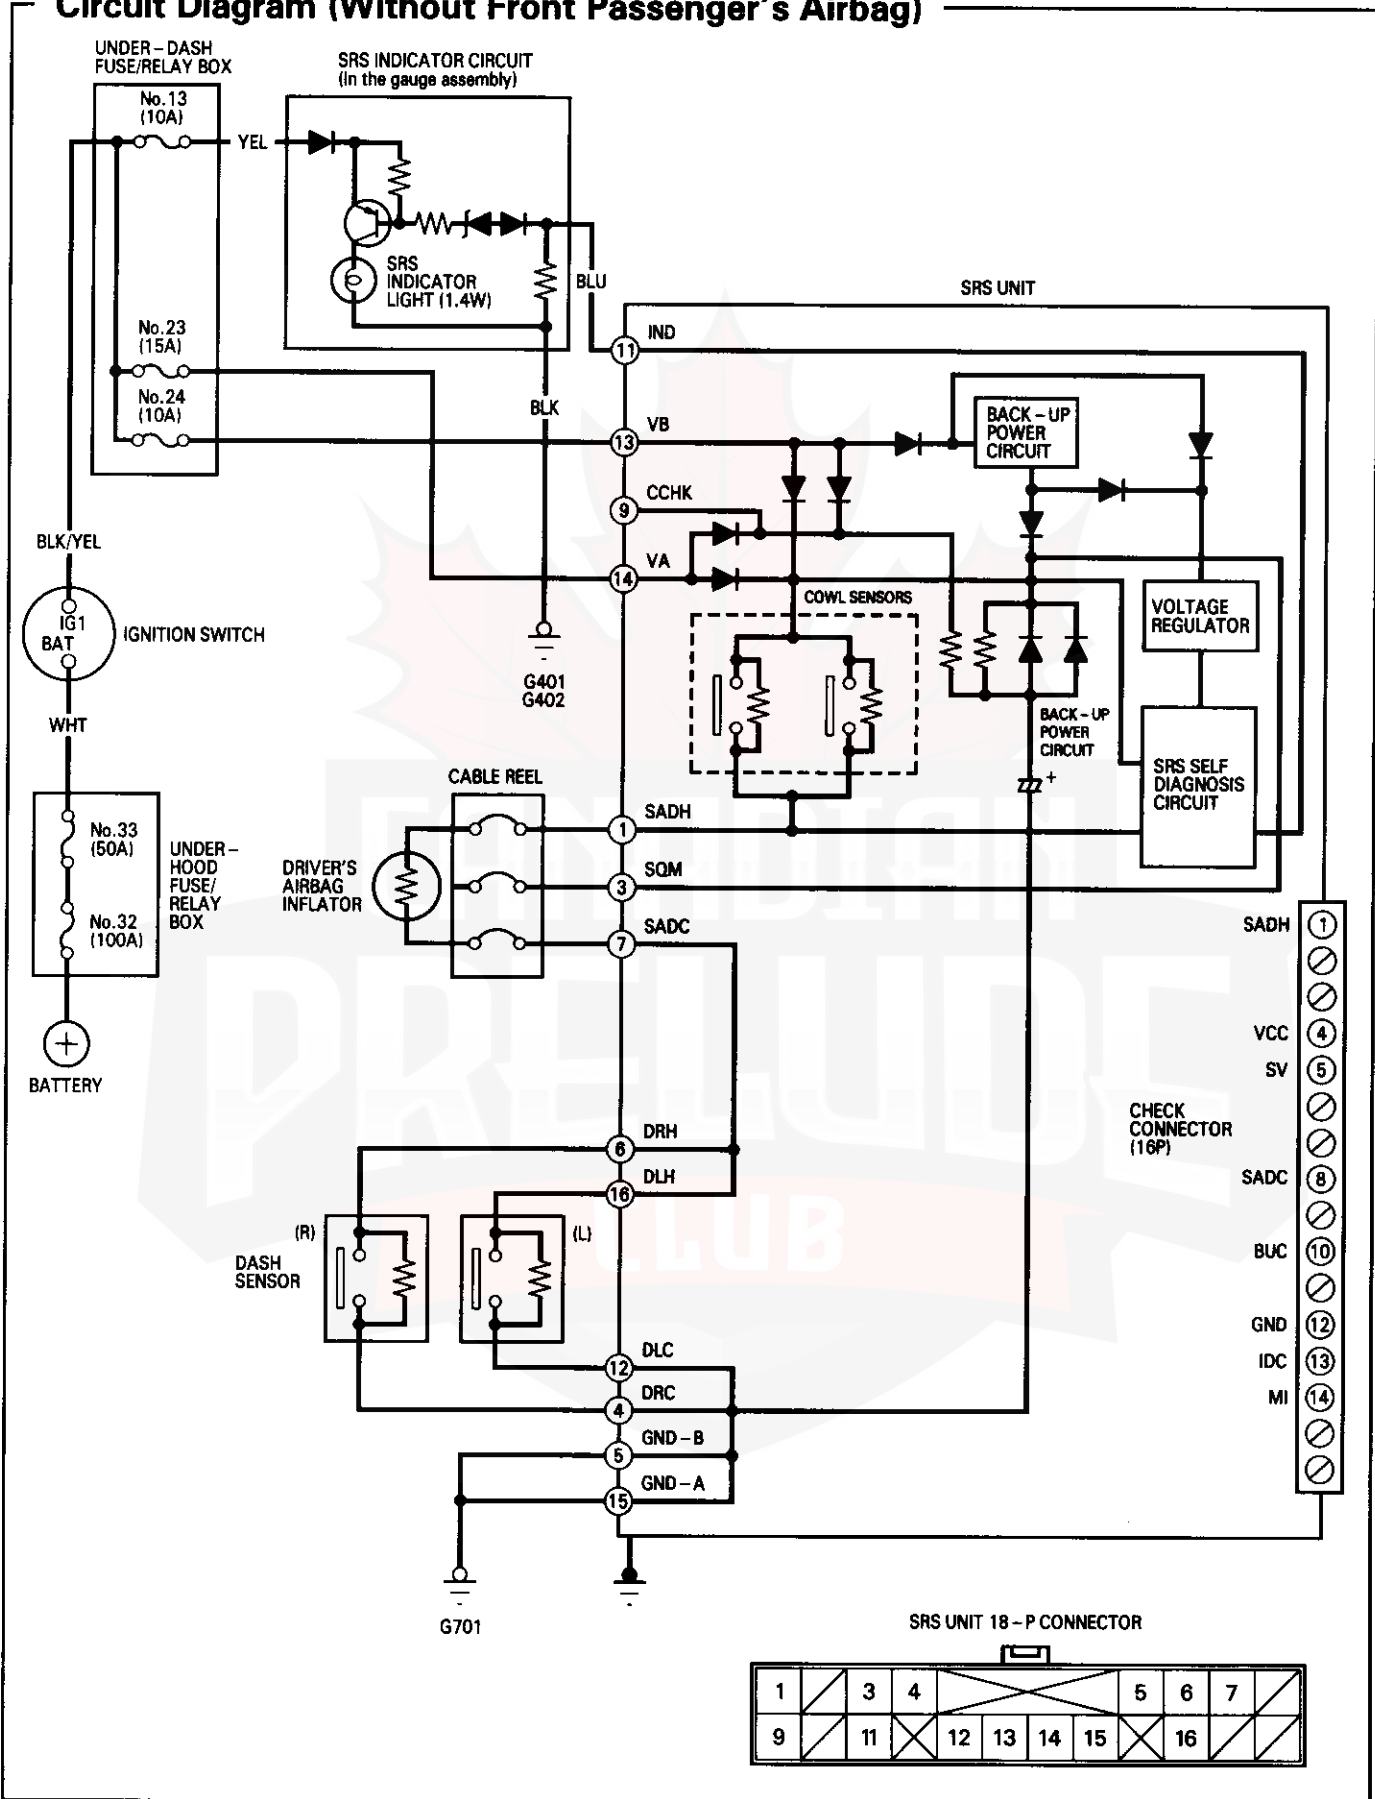 Circuit Diagram (Without Front Passenger's Airbag)
UNDER-DASH
FUSE/RELAY BOX
No.13
(10A)
YEL
SRS INDICATOR CIRCUIT
(In the gauge assembly)
SRS
INDICATOR
LIGHT (1.4W)
BLU
No.23
(15A)
No.24
(10A)
BLK
G401
G402
BLK/YEL
IG1
BAT
IGNITION SWITCH
WHT
No.33
(50A)
No.32
(100A)
UNDER-
HOOD
FUSE/
RELAY
BOX
+
BATTERY
SRS UNIT
11 IND
13 VB
9 CCHK
14 VA
BACK-UP
POWER
CIRCUIT
COWL SENSORS
VOLTAGE
REGULATOR
BACK-UP
POWER
CIRCUIT
+
SRS SELF
DIAGNOSIS
CIRCUIT
CABLE REEL
DRIVER'S
AIRBAG
INFLATOR
1 SADH
3 SQM
7 SADC
6 DRH
16 DLH
(R)
(L)
DASH
SENSOR
12 DLC
4 DRC
5 GND-B
15 GND-A
G701
CHECK
CONNECTOR
(16P)
SADH 1
VCC 4
SV 5
SADC 8
BUC 10
GND 12
IDC 13
MI 14
SRS UNIT 18-P CONNECTOR
1 3 4 5 6 7
9 11 12 13 14 15 16
CANADIAN
PRELUDE
CLUB